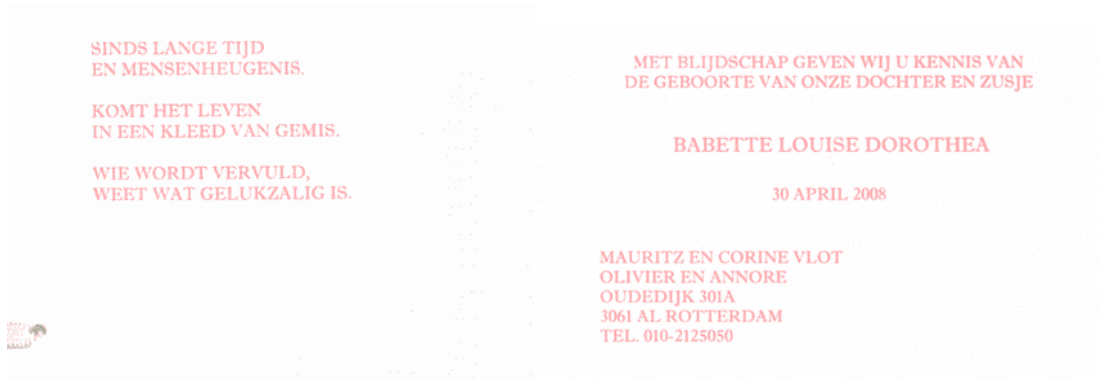 SINDS LANGE TIJD
EN MENSENHEUGENIS.
KOMT HET LEVEN
IN EEN KLEED VAN GEMIS.
WIE WORDT VERVULD,
WEET WAT GELUKZALIG IS.
MET BLIJDSCHAP GEVEN WIJ U KENNIS VAN
DE GEBOORTE VAN ONZE DOCHTER EN ZUSJE
BABETTE LOUISE DOROTHEA
30 APRIL 2008
MAURITZ EN CORINE VLOT
OLIVIER EN ANNORE
OUDEDIJK 301A
3061 AL ROTTERDAM
TEL. 010-2125050